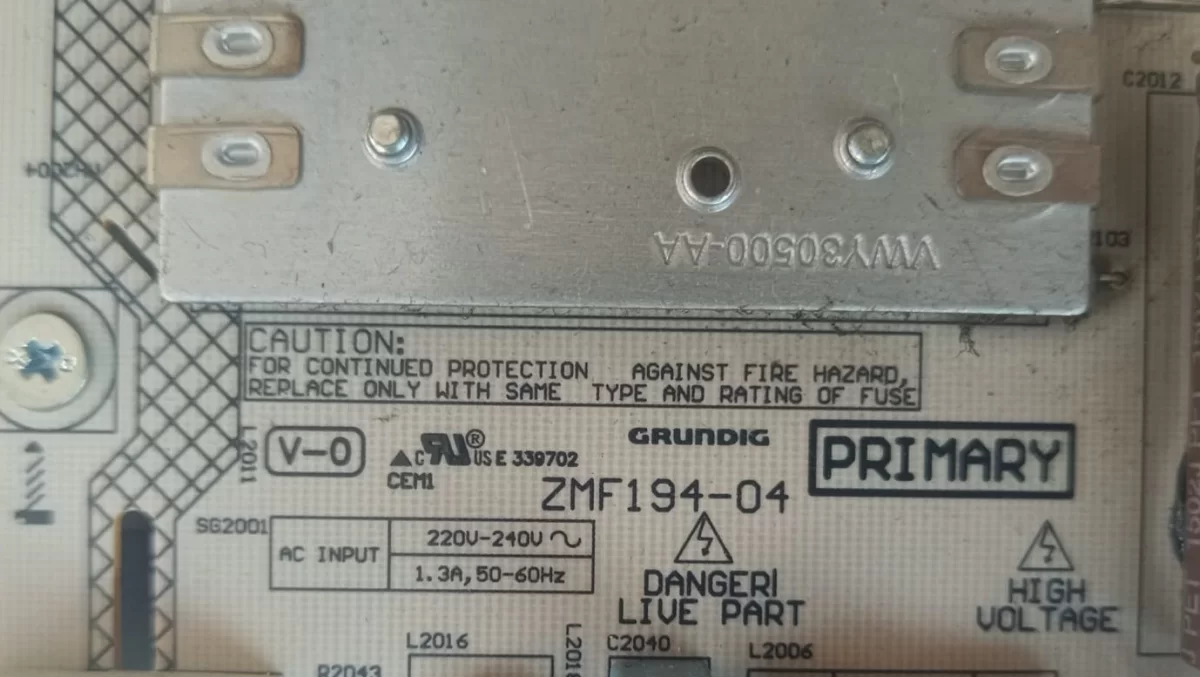 C2012
VWY30500-AA
103
CAUTION:
FOR CONTINUED PROTECTION AGAINST FIRE HAZARD,
REPLACE ONLY WITH SAME TYPE AND RATING OF FUSE
L2011
V-0
C RU ® US E 339702
CEM1
GRUNDIG
ZMF194-04
PRIMARY
SG2001
AC INPUT
220V-240V
1.3A, 50-60Hz
DANGER!
LIVE PART
HIGH
VOLTAGE
L2016
C2040
L2006
R2043